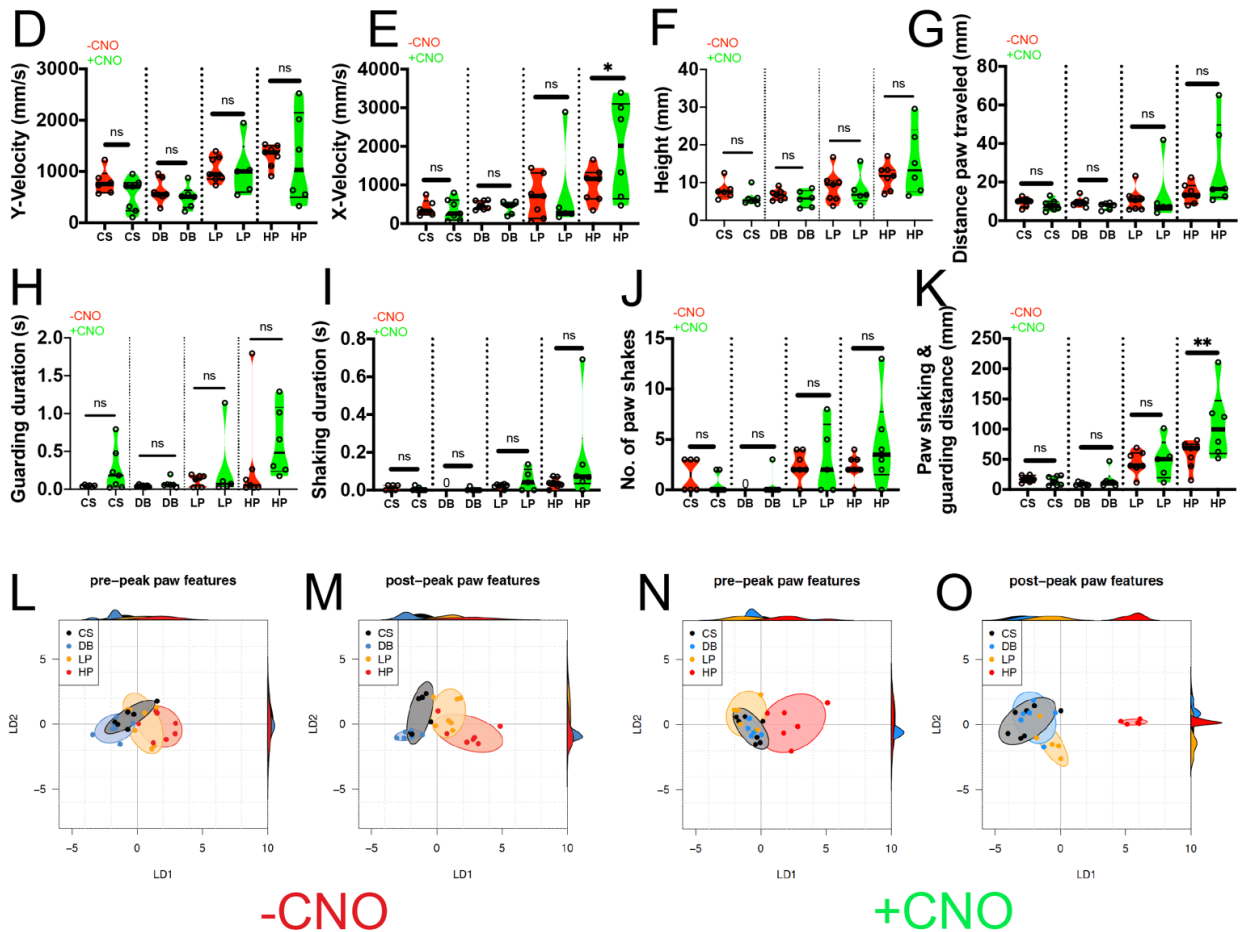 D
-CNO
+CNO
Y-Velocity (mm/s)
3000
2000
1000
0
ns
ns
ns
ns
CS CS DB DB LP LP HP HP
E
-CNO
+CNO
X-Velocity (mm/s)
4000
3000
2000
1000
0
ns
ns
ns
*
CS CS DB DB LP LP HP HP
F
-CNO
+CNO
Height (mm)
40
30
20
10
0
ns
ns
ns
ns
CS CS DB DB LP LP HP HP
G
-CNO
+CNO
Distance paw traveled (mm)
80
60
40
20
0
ns
ns
ns
ns
CS CS DB DB LP LP HP HP
H
-CNO
+CNO
Guarding duration (s)
2.0
1.5
1.0
0.5
0.0
ns
ns
ns
ns
CS CS DB DB LP LP HP HP
I
-CNO
+CNO
Shaking duration (s)
0.8
0.6
0.4
0.2
0.0
ns
ns
ns
ns
0
CS CS DB DB LP LP HP HP
J
-CNO
+CNO
No. of paw shakes
15
10
5
0
ns
ns
ns
ns
0
CS CS DB DB LP LP HP HP
K
-CNO
+CNO
Paw shaking &
guarding distance (mm)
250
200
150
100
50
0
ns
ns
ns
**
CS CS DB DB LP LP HP HP
L
pre-peak paw features
CS
DB
LP
HP
LD2
5
0
-5
-5 0 5 10
LD1
M
post-peak paw features
CS
DB
LP
HP
LD2
5
0
-5
-5 0 5 10
LD1
N
pre-peak paw features
CS
DB
LP
HP
LD2
5
0
-5
-5 0 5 10
LD1
O
post-peak paw features
CS
DB
LP
HP
LD2
5
0
-5
-5 0 5 10
LD1
-CNO
+CNO